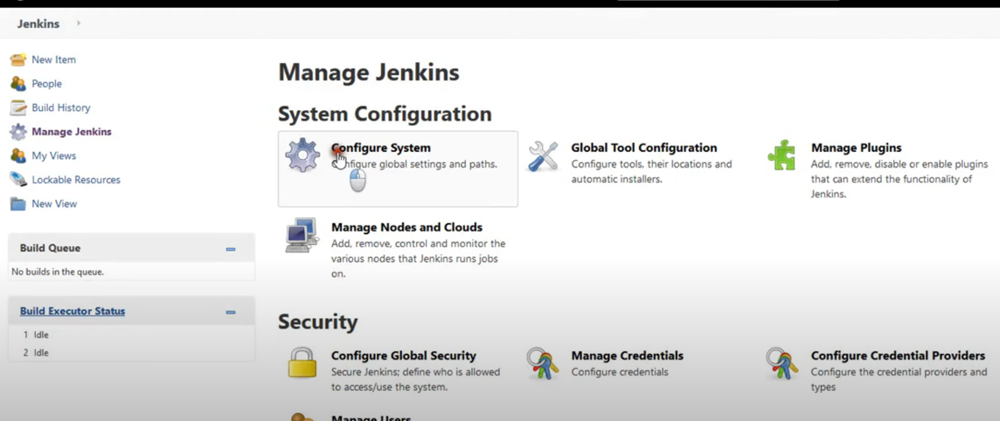 Jenkins
New Item
People
Build History
Manage Jenkins
My Views
Lockable Resources
New View
Build Queue
No builds in the queue.
Build Executor Status
1 Idle
2 Idle
Manage Jenkins
System Configuration
Configure System
Configure global settings and paths.
Global Tool Configuration
Configure tools, their locations and
automatic installers.
Manage Plugins
Add, remove, disable or enable plugins
that can extend the functionality of
Jenkins.
Manage Nodes and Clouds
Add, remove, control and monitor the
various nodes that Jenkins runs jobs
on.
Security
Configure Global Security
Secure Jenkins; define who is allowed
to access/use the system.
Manage Credentials
Configure credentials
Configure Credential Providers
Configure the credential providers and
types
Manage Users